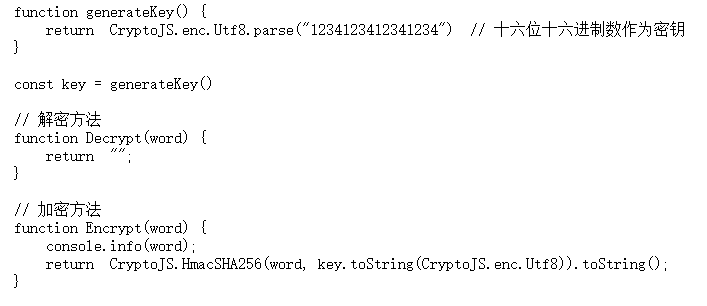 function generateKey() {
    return  CryptoJS.enc.Utf8.parse("1234123412341234")  // 十六位十六进制数作为密钥
}
const key = generateKey()
// 解密方法
function Decrypt(word) {
    return  "";
}
// 加密方法
function Encrypt(word) {
    console.info(word);
    return  CryptoJS.HmacSHA256(word, key.toString(CryptoJS.enc.Utf8)).toString();
}